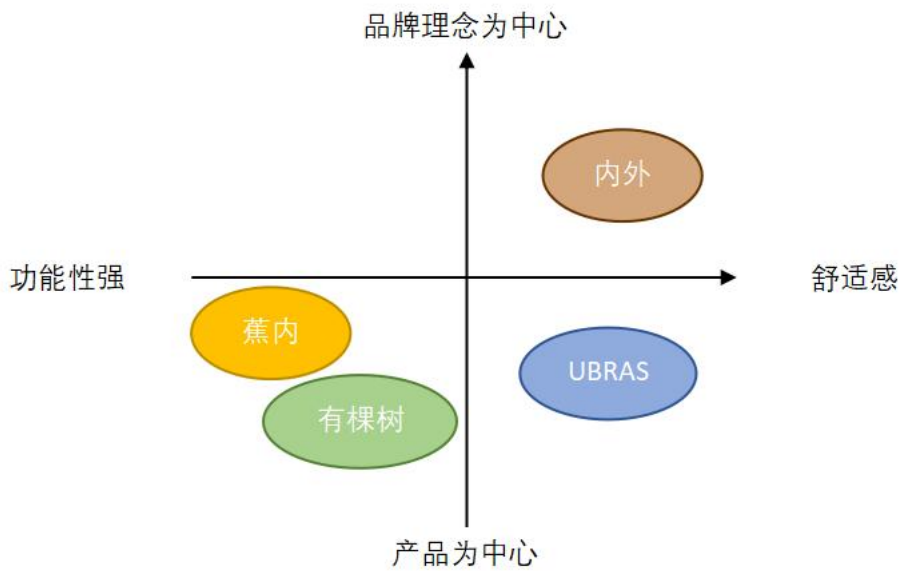 品牌理念为中心
内外
功能性强
舒适感
蕉内
UBRAS
有棵树
产品为中心